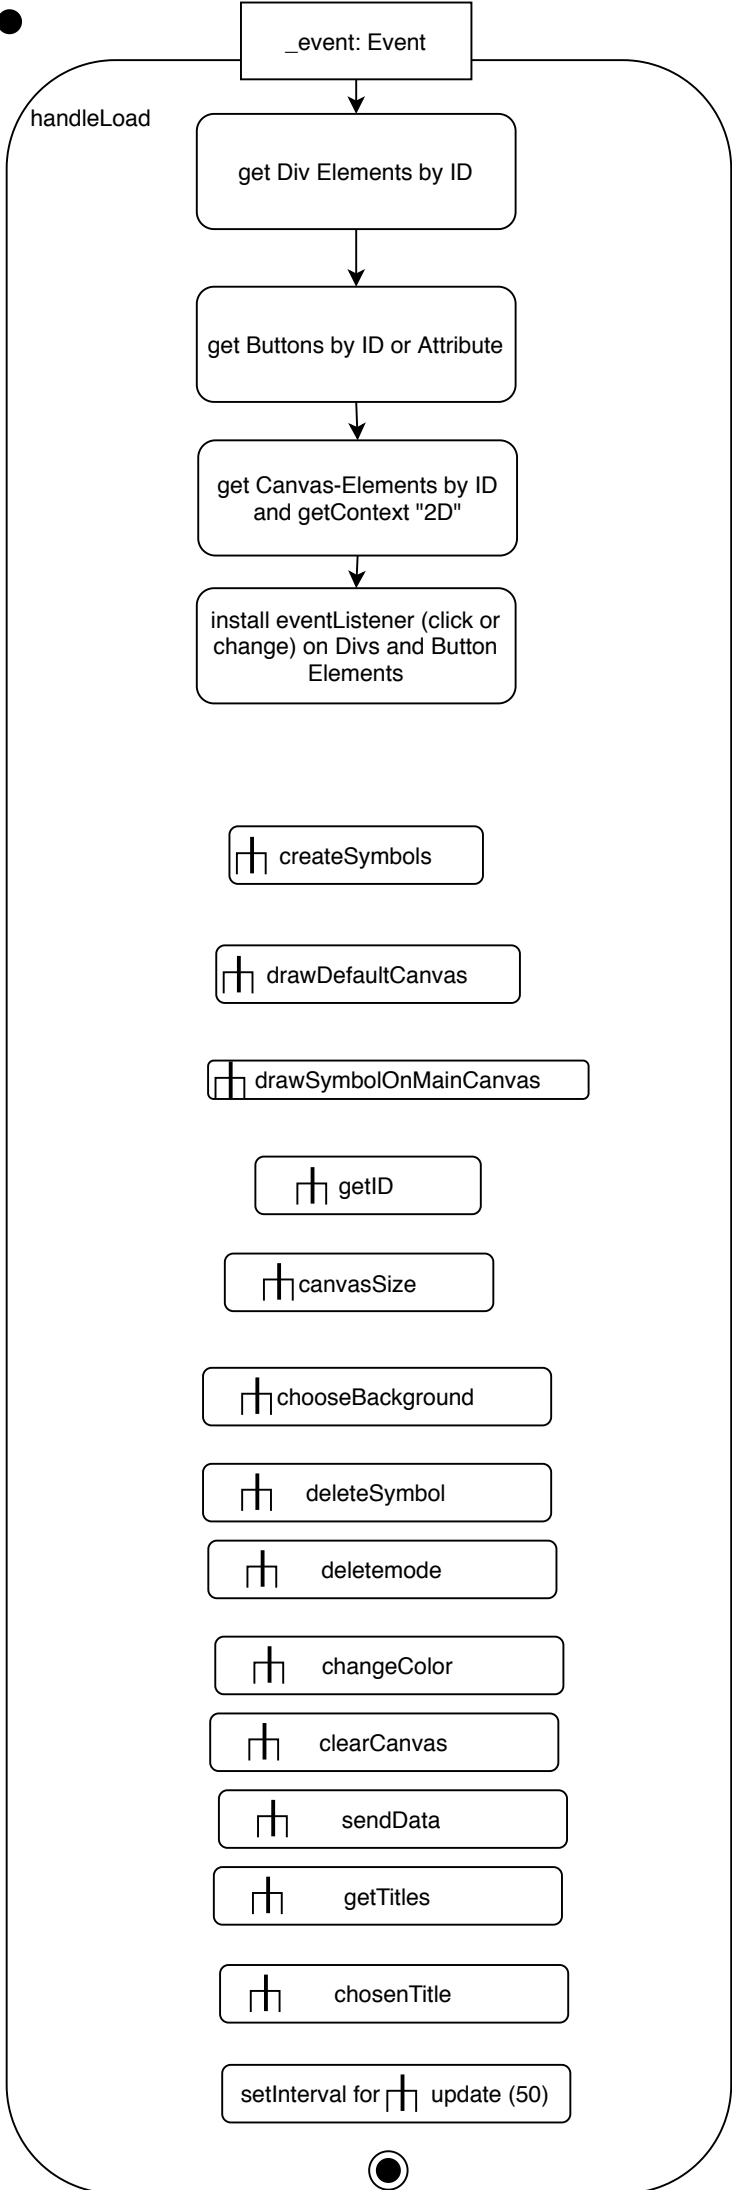 _event: Event
handleLoad
get Div Elements by ID
get Buttons by ID or Attribute
get Canvas-Elements by ID
and getContext "2D"
install eventListener (click or
change) on Divs and Button
Elements
createSymbols
drawDefaultCanvas
drawSymbolOnMainCanvas
getID
canvasSize
chooseBackground
deleteSymbol
deletemode
changeColor
clearCanvas
sendData
getTitles
chosenTitle
setInterval for update (50)